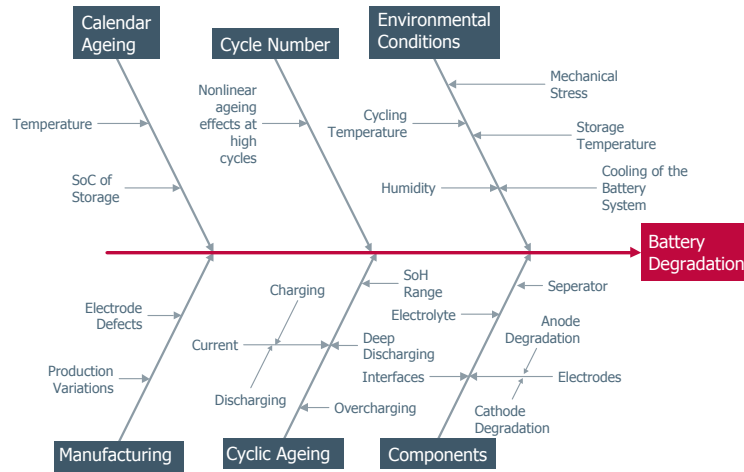 Calendar
Ageing
Cycle Number
Environmental
Conditions
Temperature
SoC of
Storage
Nonlinear
ageing
effects at
high
cycles
Mechanical
Stress
Cycling
Temperature
Storage
Temperature
Humidity
Cooling of the
Battery
System
Battery
Degradation
Electrode
Defects
Production
Variations
Charging
SoH
Range
Current
Deep
Discharging
Discharging
Overcharging
Seperator
Electrolyte
Anode
Degradation
Interfaces
Electrodes
Cathode
Degradation
Manufacturing
Cyclic Ageing
Components